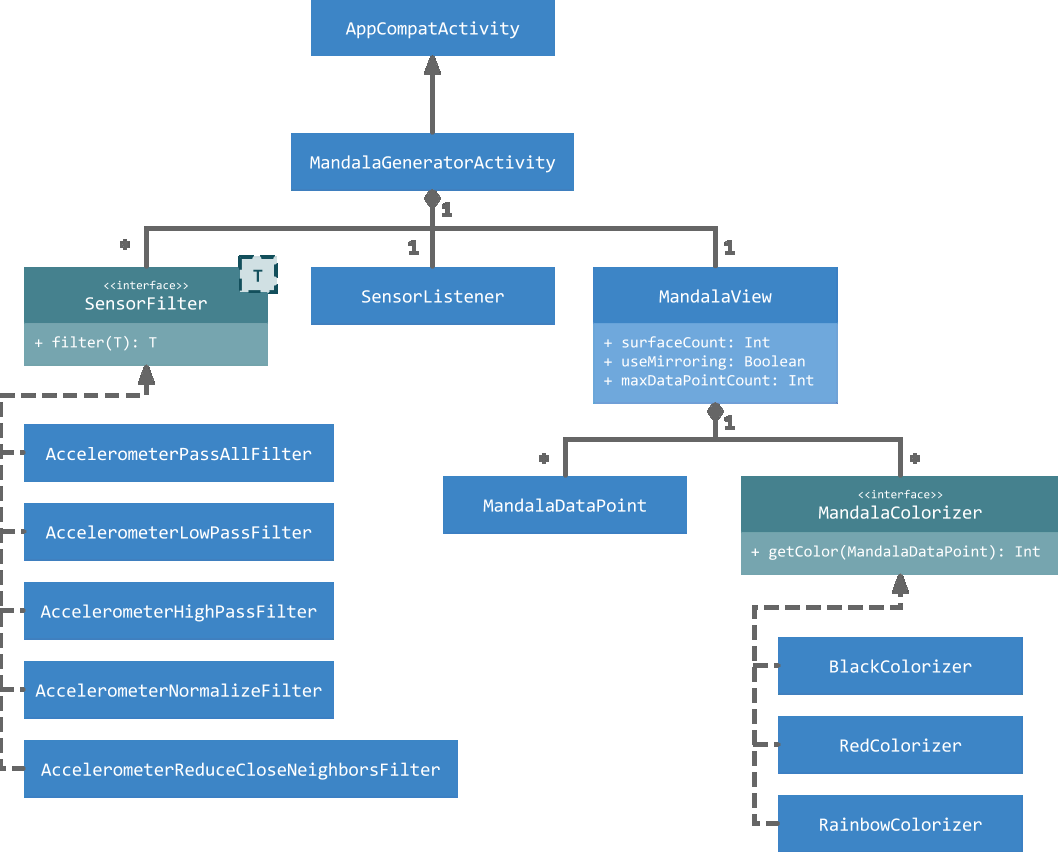 AppCompatActivity
MandalaGeneratorActivity
1
*
1
1
T
<<interface>>
SensorFilter
+ filter(T): T
SensorListener
MandalaView
+ surfaceCount: Int
+ useMirroring: Boolean
+ maxDataPointCount: Int
1
*
*
AccelerometerPassAllFilter
AccelerometerLowPassFilter
AccelerometerHighPassFilter
AccelerometerNormalizeFilter
AccelerometerReduceCloseNeighborsFilter
MandalaDataPoint
<<interface>>
MandalaColorizer
+ getColor(MandalaDataPoint): Int
BlackColorizer
RedColorizer
RainbowColorizer